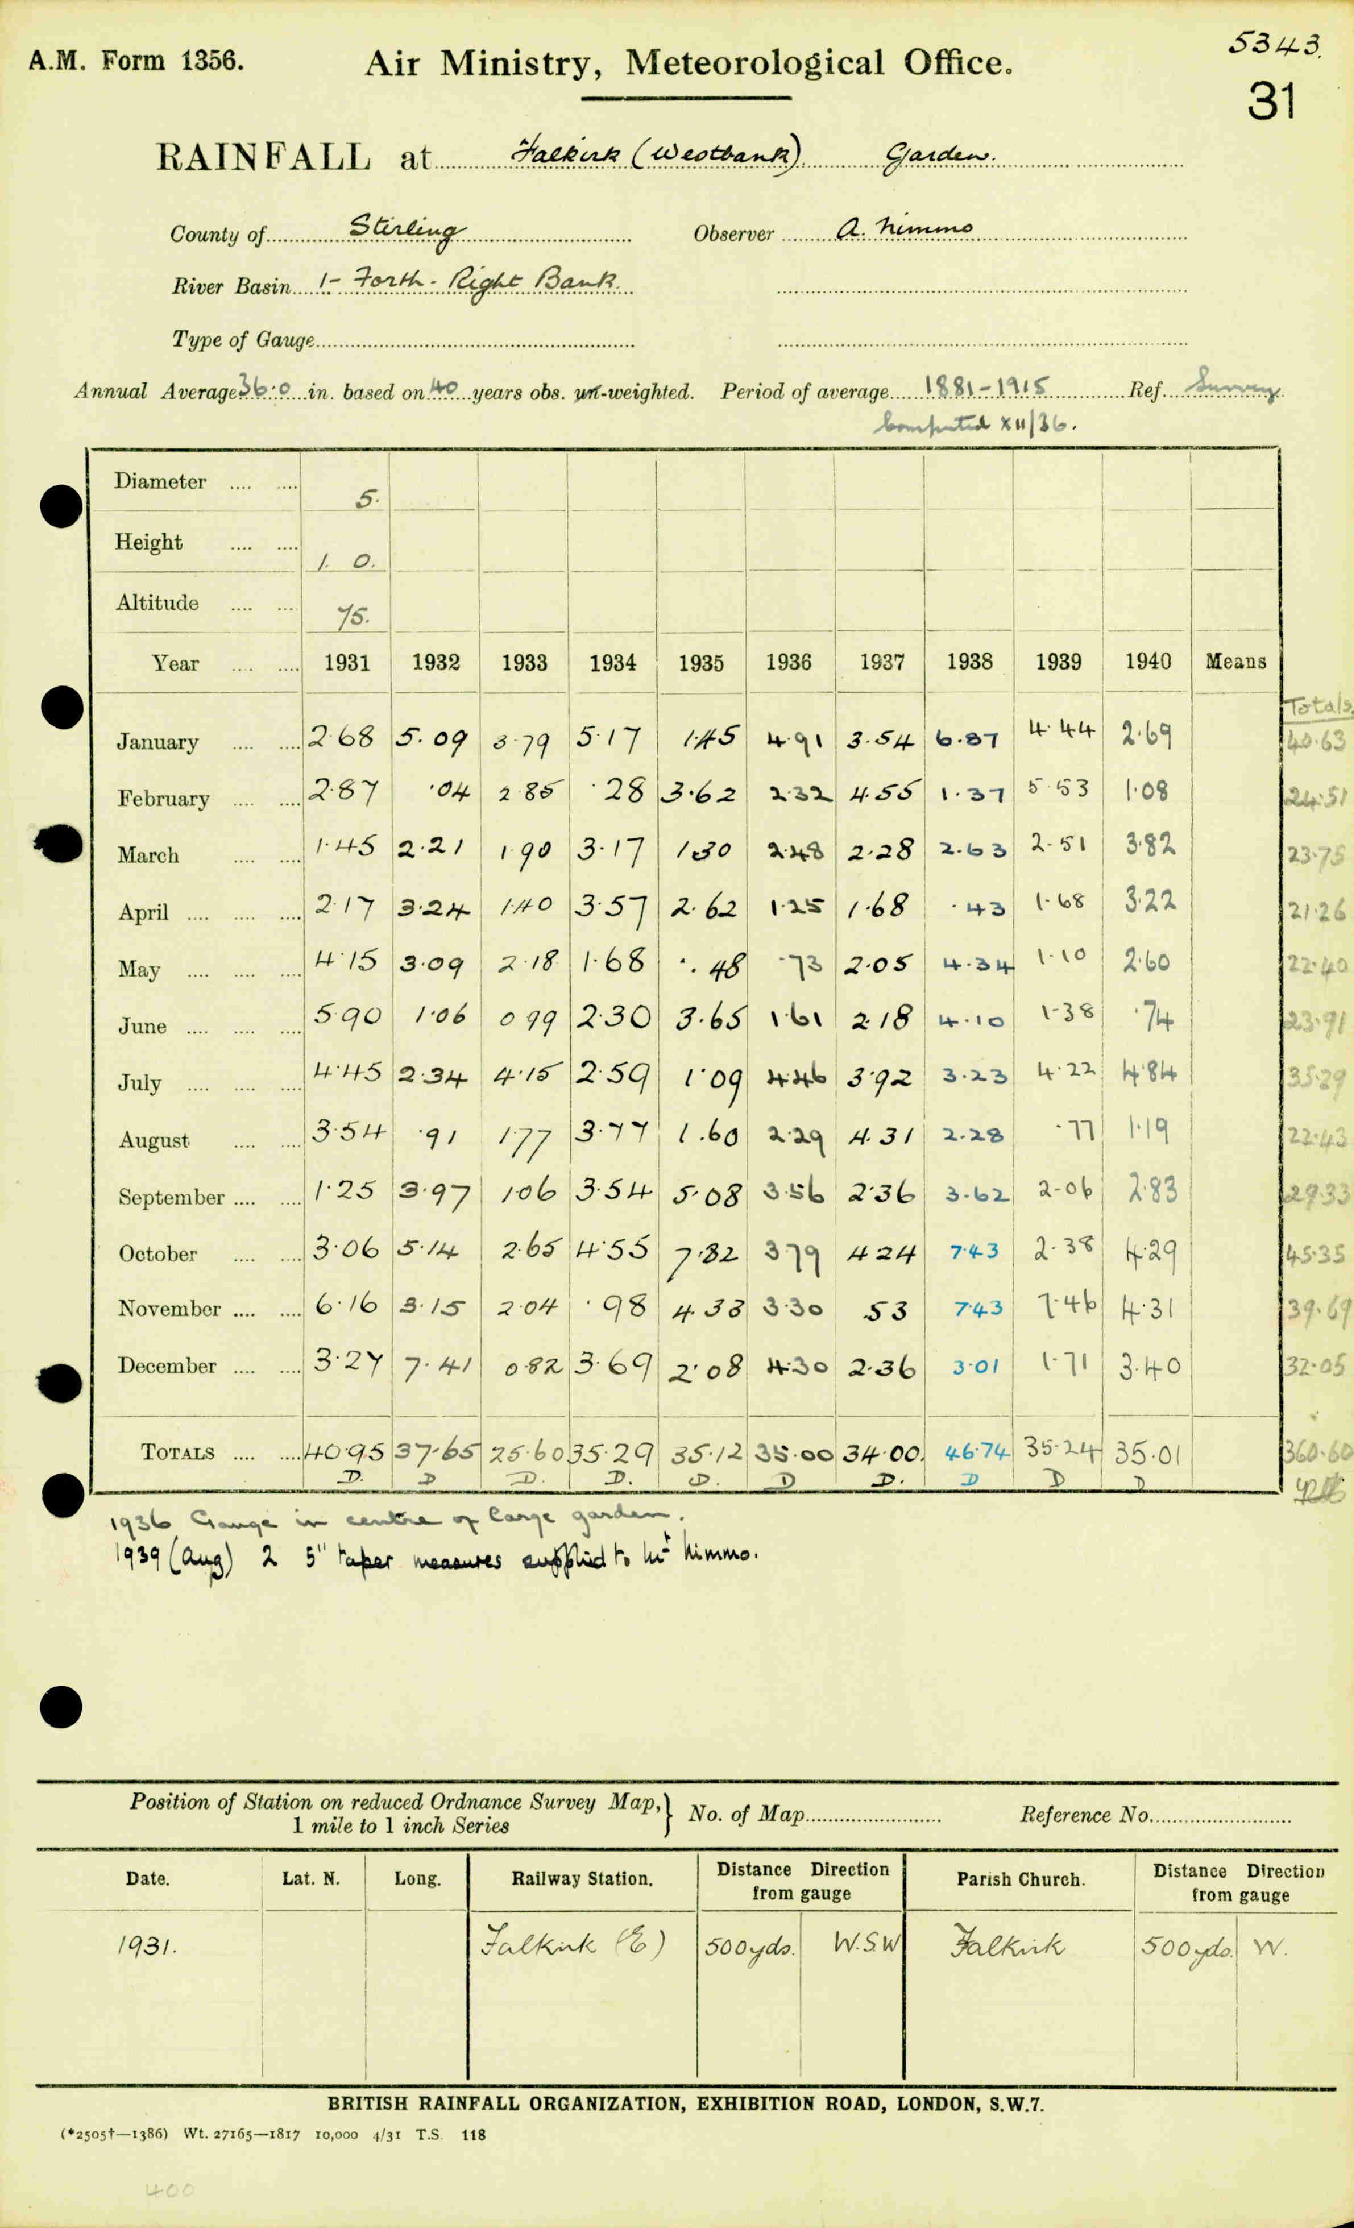 5343.
A.M. Form 1356. Air Ministry, Meteorological Office.
31
RAINFALL at Falkirk (Westbank) Garden.
County of Stirling Observer A. Nimmo
River Basin 1- Forth - Right Bank.
Type of Gauge
Annual Average 36.0 in. based on 40 years obs. un-weighted. Period of average 1881-1915 Ref. Survey
Computed XII/36.
Diameter 5.
Height 1. 0.
Altitude 75.
Year 1931 1932 1933 1934 1935 1936 1937 1938 1939 1940 Means
Totals
January 2.68 5.09 3.79 5.17 1.45 4.91 3.54 6.87 4.44 2.69 40.63
February 2.87 .04 2.85 .28 3.62 2.32 4.55 1.37 5.53 1.08 24.51
March 1.45 2.21 1.90 3.17 1.30 2.48 2.28 2.63 2.51 3.82 23.75
April 2.17 3.24 1.40 3.57 2.62 1.25 1.68 .43 1.68 3.22 21.26
May 4.15 3.09 2.18 1.68 .48 .73 2.05 4.34 1.10 2.60 22.40
June 5.90 1.06 0.99 2.30 3.65 1.61 2.18 4.10 1.38 .74 23.91
July 4.45 2.34 4.15 2.59 1.09 4.46 3.92 3.23 4.22 4.84 35.29
August 3.54 .91 1.77 3.77 1.60 2.29 4.31 2.28 .77 1.19 22.43
September 1.25 3.97 1.06 3.54 5.08 3.56 2.36 3.62 2.06 2.83 29.33
October 3.06 5.14 2.65 4.55 7.82 3.79 4.24 7.43 2.38 4.29 45.35
November 6.16 3.15 2.04 .98 4.33 3.30 .53 7.43 7.46 4.31 39.69
December 3.27 7.41 0.82 3.69 2.08 4.30 2.36 3.01 1.71 3.40 32.05
TOTALS 40.95 37.65 25.60 35.29 35.12 35.00 34.00. 46.74 35.24 35.01 360.60
D. D D. D. D. D D. D D D
1936 Gauge in centre of large garden.
1939 (Aug) 2 5" taper measures supplied to Mr Nimmo.
Position of Station on reduced Ordnance Survey Map, } No. of Map Reference No.
1 mile to 1 inch Series
Date. Lat. N. Long. Railway Station. Distance Direction from gauge Parish Church. Distance Direction from gauge
1931. Falkirk (E) 500yds. W.S.W Falkirk 500yds. W.
BRITISH RAINFALL ORGANIZATION, EXHIBITION ROAD, LONDON, S.W.7.
(*2505†—1386) Wt. 27165—1817 10,000 4/31 T.S. 118
400